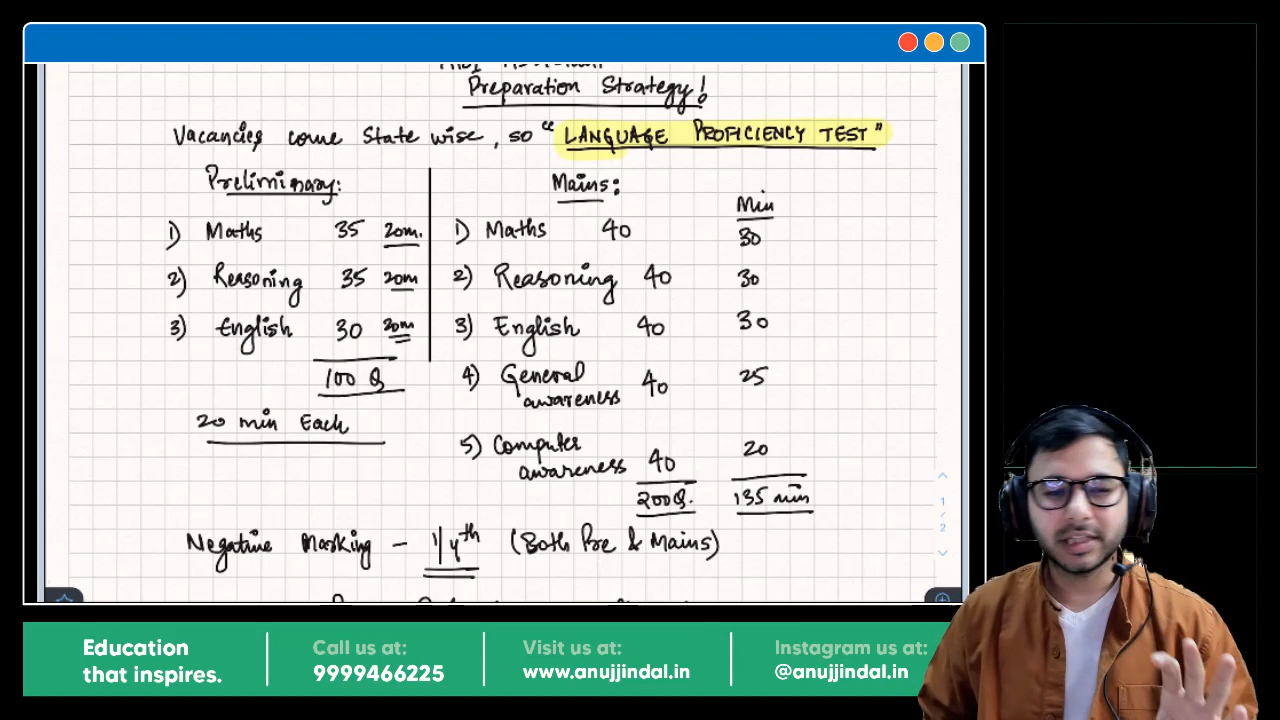 Preparation Strategy!
Vacancies come State wise, so "LANGUAGE PROFICIENCY TEST"
Preliminary:
1) Maths 35 20m.
2) Reasoning 35 20m
3) English 30 20m
100 Q
20 min Each
Mains:
Min
1) Maths 40 30
2) Reasoning 40 30
3) English 40 30
4) General awareness 40 25
5) Computer awareness 40 20
200Q. 135 min
Negative Marking - 1/4th (Both Pre & Mains)
1
/
2
Education
that inspires.
Call us at:
9999466225
Visit us at:
www.anujjindal.in
Instagram us at:
@anujjindal.in